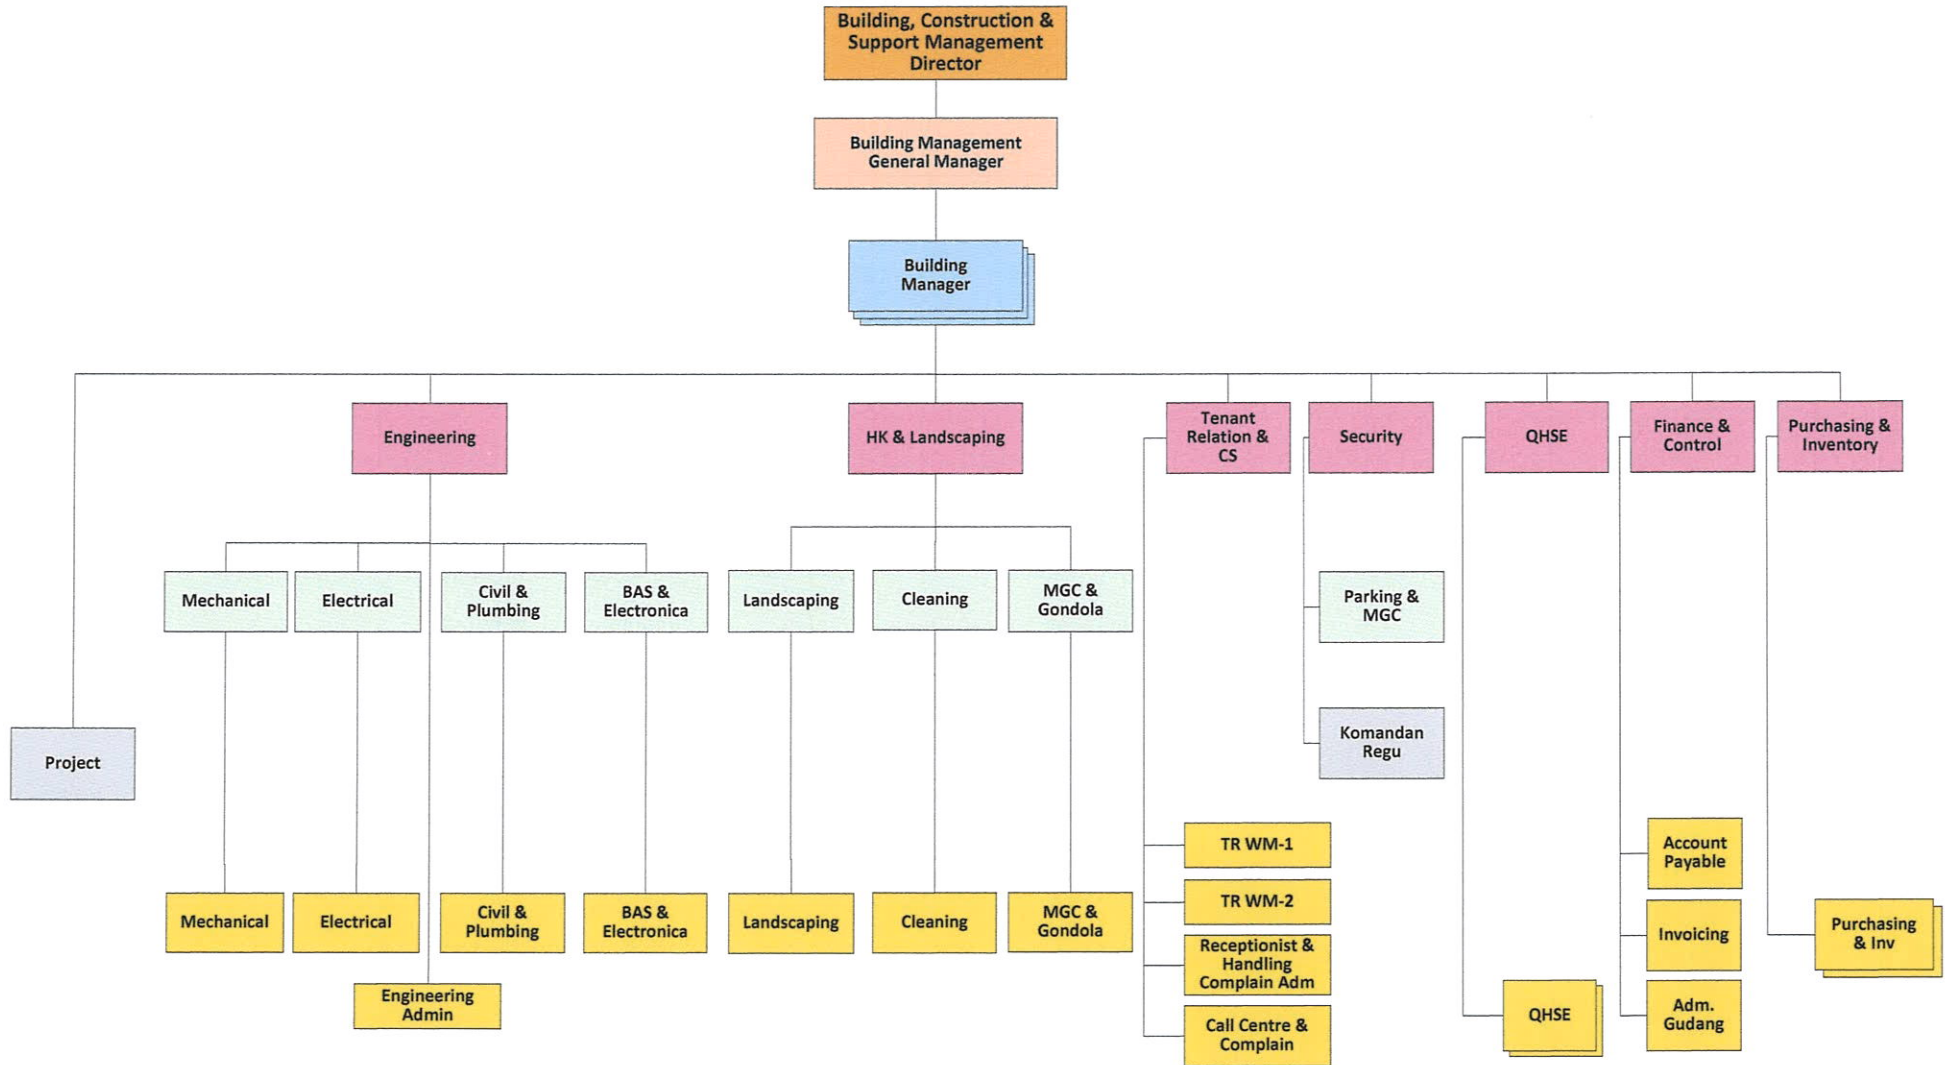 Building, Construction &
Support Management
Director
Building Management
General Manager
Building
Manager
Engineering
HK & Landscaping
Tenant
Relation &
CS
Security
QHSE
Finance &
Control
Purchasing &
Inventory
Mechanical
Electrical
Civil &
Plumbing
BAS &
Electronica
Landscaping
Cleaning
MGC &
Gondola
Parking &
MGC
Project
Komandan
Regu
TR WM-1
TR WM-2
Receptionist &
Handling
Complain Adm
Call Centre &
Complain
Account
Payable
Invoicing
Adm.
Gudang
Purchasing
& Inv
QHSE
Mechanical
Electrical
Civil &
Plumbing
BAS &
Electronica
Landscaping
Cleaning
MGC &
Gondola
Engineering
Admin